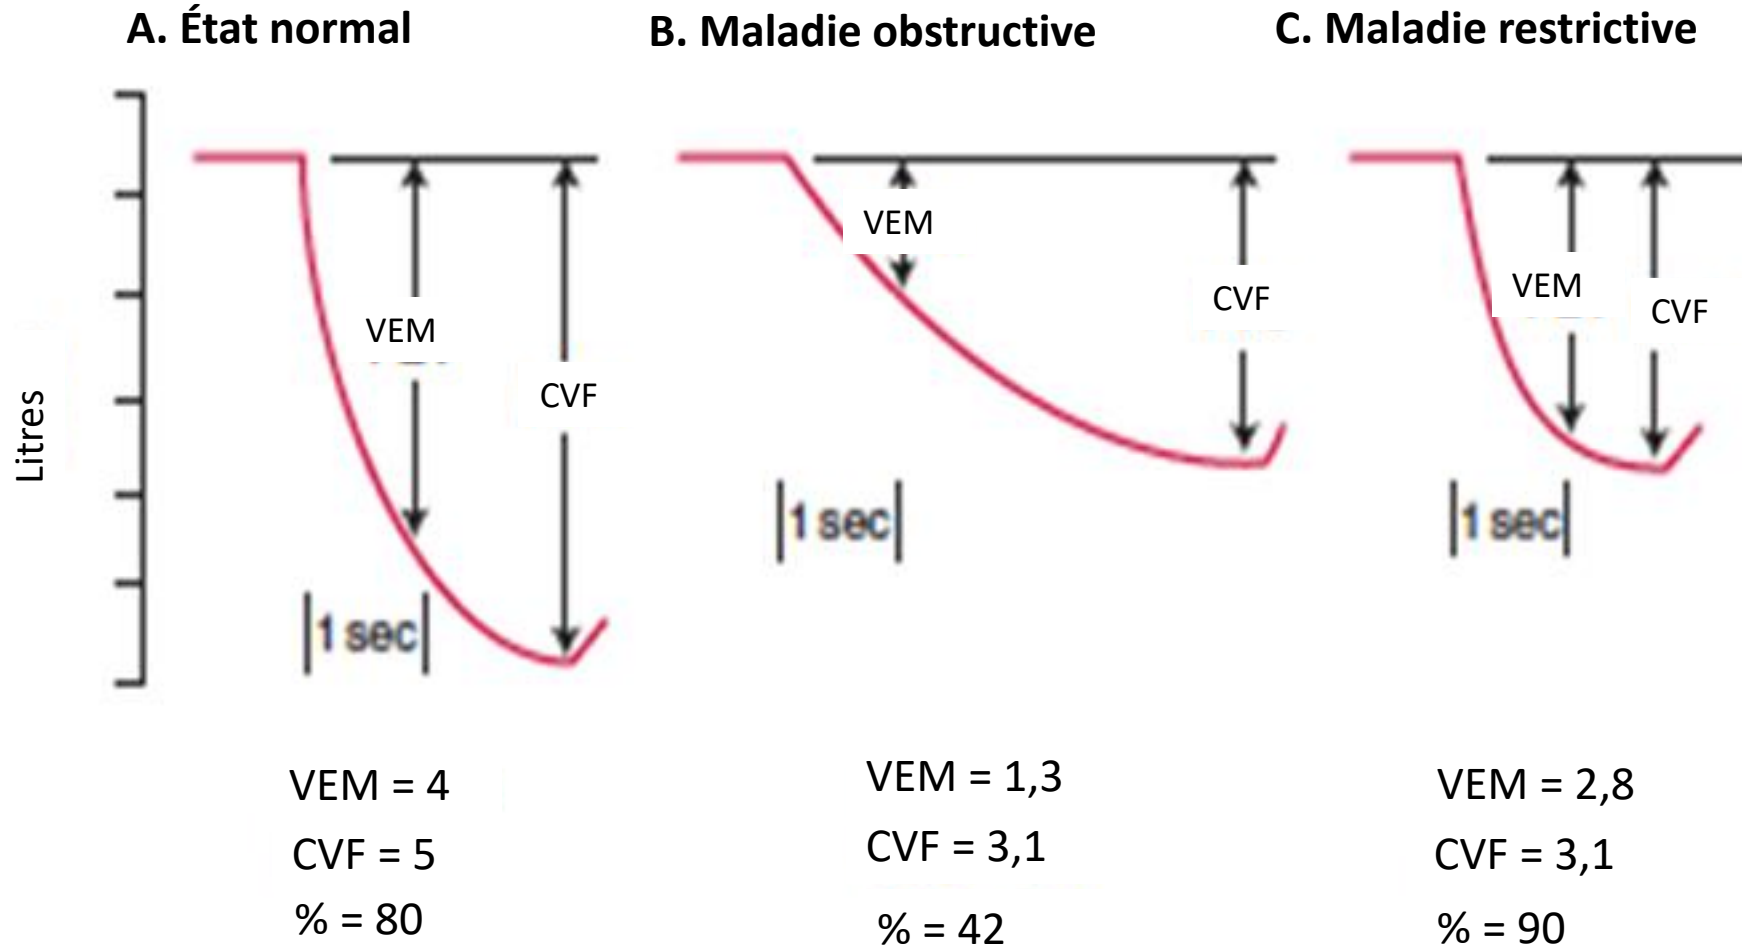 A. État normal
B. Maladie obstructive
C. Maladie restrictive
Litres
VEM
CVF
1 sec
VEM
CVF
1 sec
VEM
CVF
1 sec
VEM = 4
CVF = 5
% = 80
VEM = 1,3
CVF = 3,1
% = 42
VEM = 2,8
CVF = 3,1
% = 90